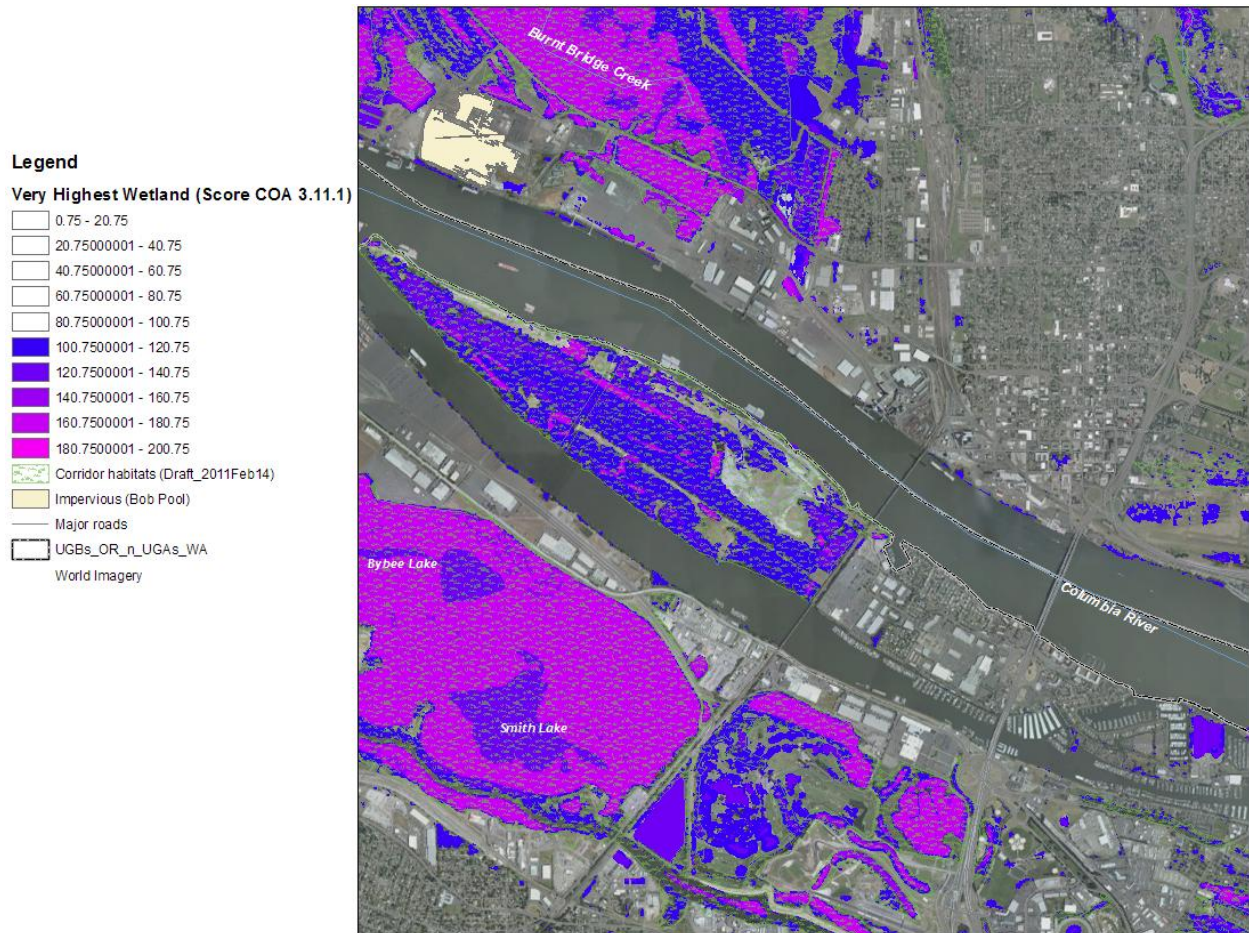 Legend
Very Highest Wetland (Score COA 3.11.1)
0.75 - 20.75
20.75000001 - 40.75
40.75000001 - 60.75
60.75000001 - 80.75
80.75000001 - 100.75
100.7500001 - 120.75
120.7500001 - 140.75
140.7500001 - 160.75
160.7500001 - 180.75
180.7500001 - 200.75
Corridor habitats (Draft_2011Feb14)
Impervious (Bob Pool)
Major roads
UGBs_OR_n_UGAs_WA
World Imagery
Burnt Bridge Creek
Bybee Lake
Smith Lake
Columbia River